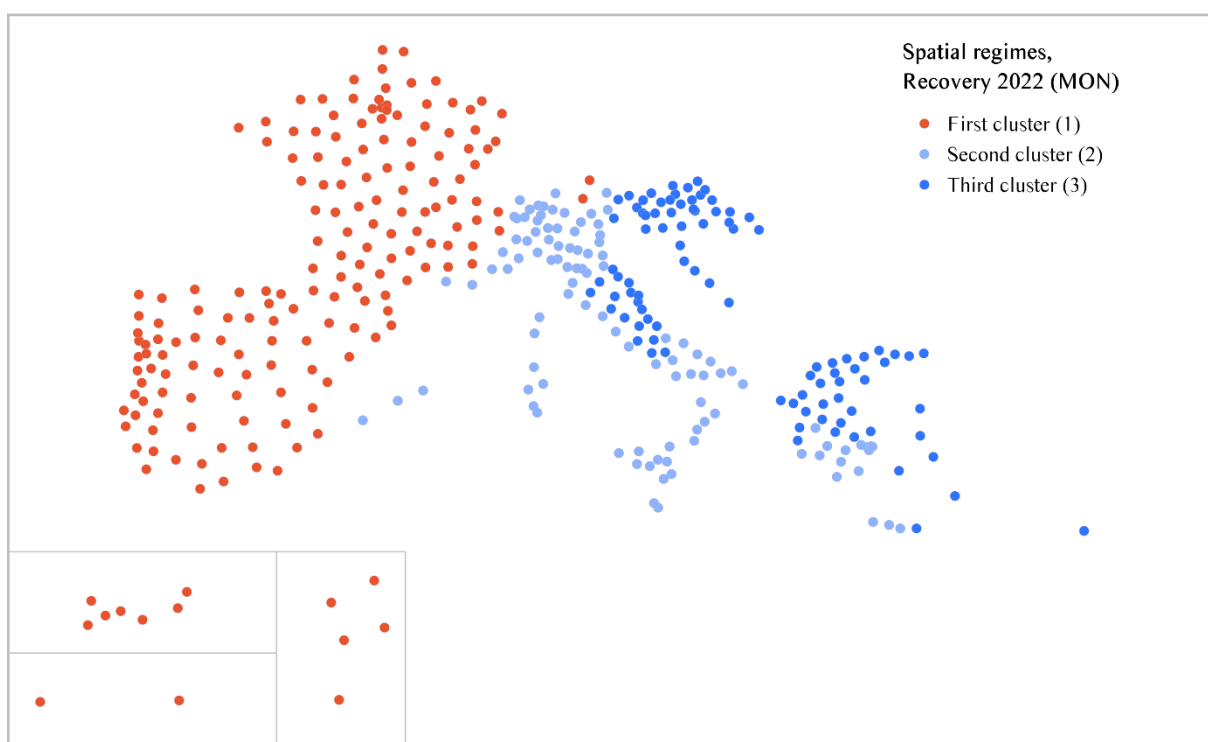 Spatial regimes,
Recovery 2022 (MON)
First cluster (1)
Second cluster (2)
Third cluster (3)